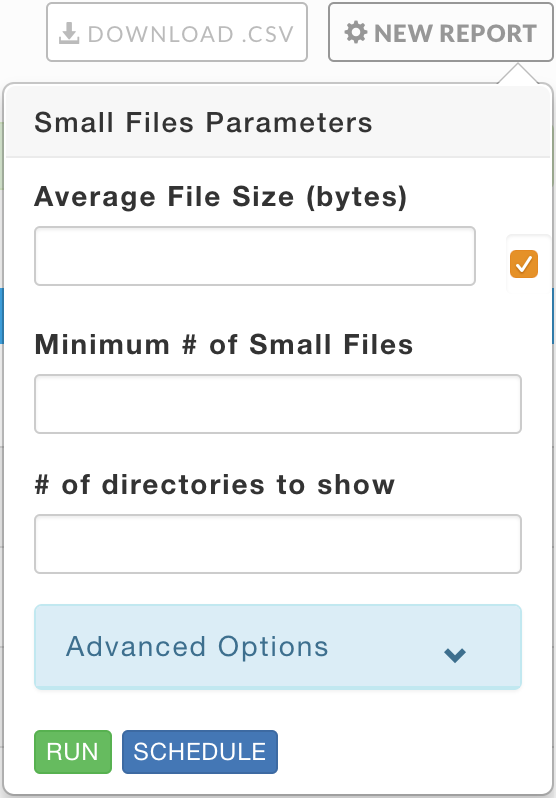 DOWNLOAD .CSV
NEW REPORT
Small Files Parameters
Average File Size (bytes)
Minimum # of Small Files
# of directories to show
Advanced Options
RUN
SCHEDULE